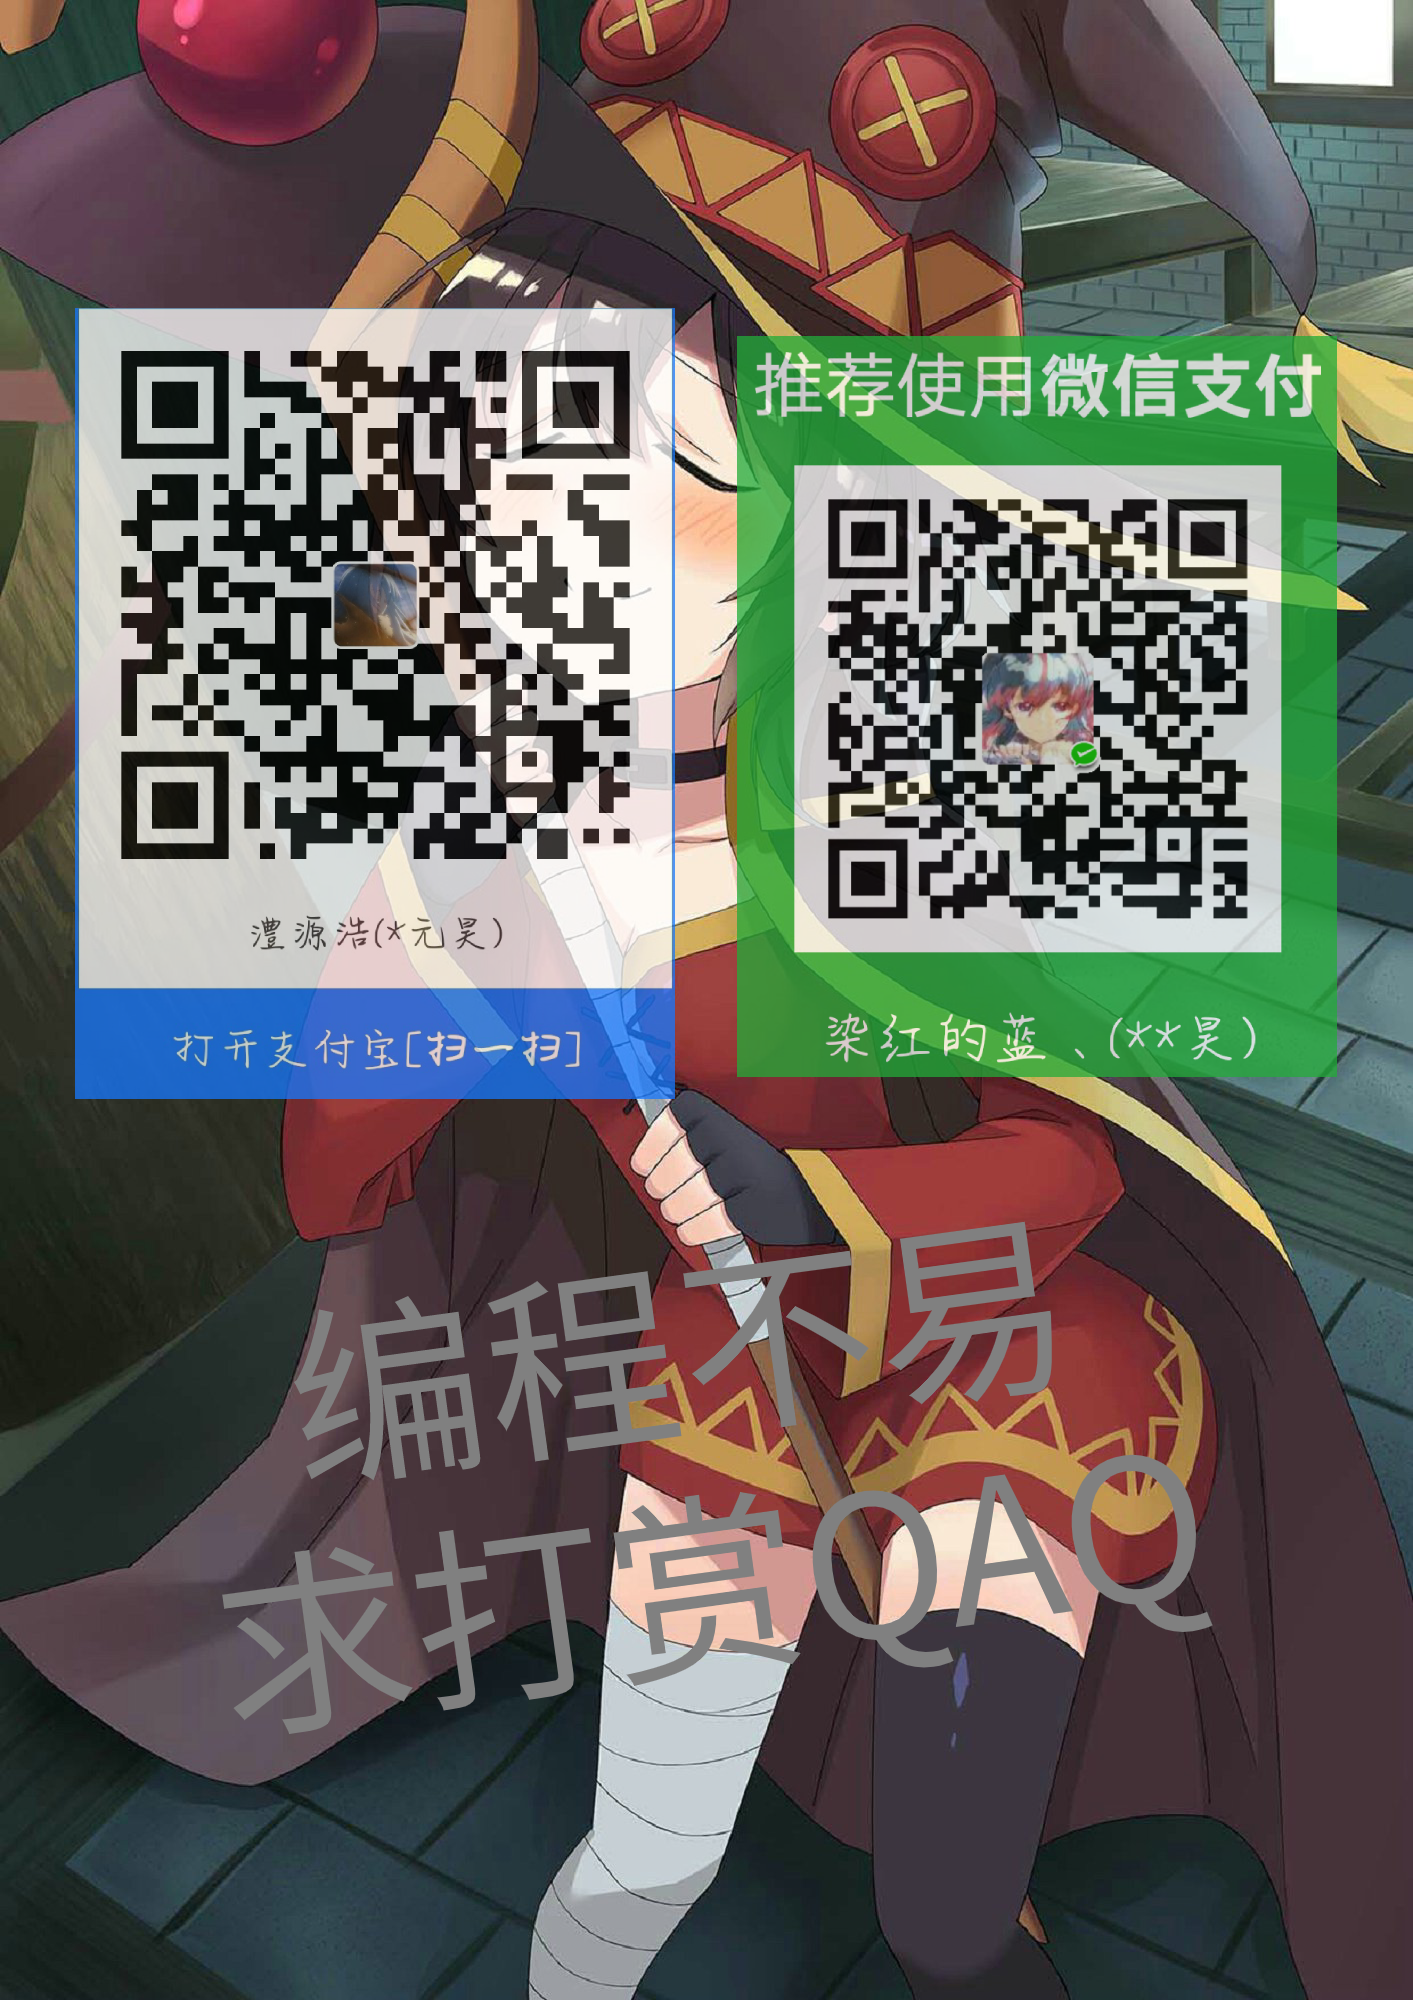 推荐使用微信支付
澧源浩(*元昊)
打开支付宝[扫一扫]
染红的蓝、(**昊)
编程不易
求打赏QAQ